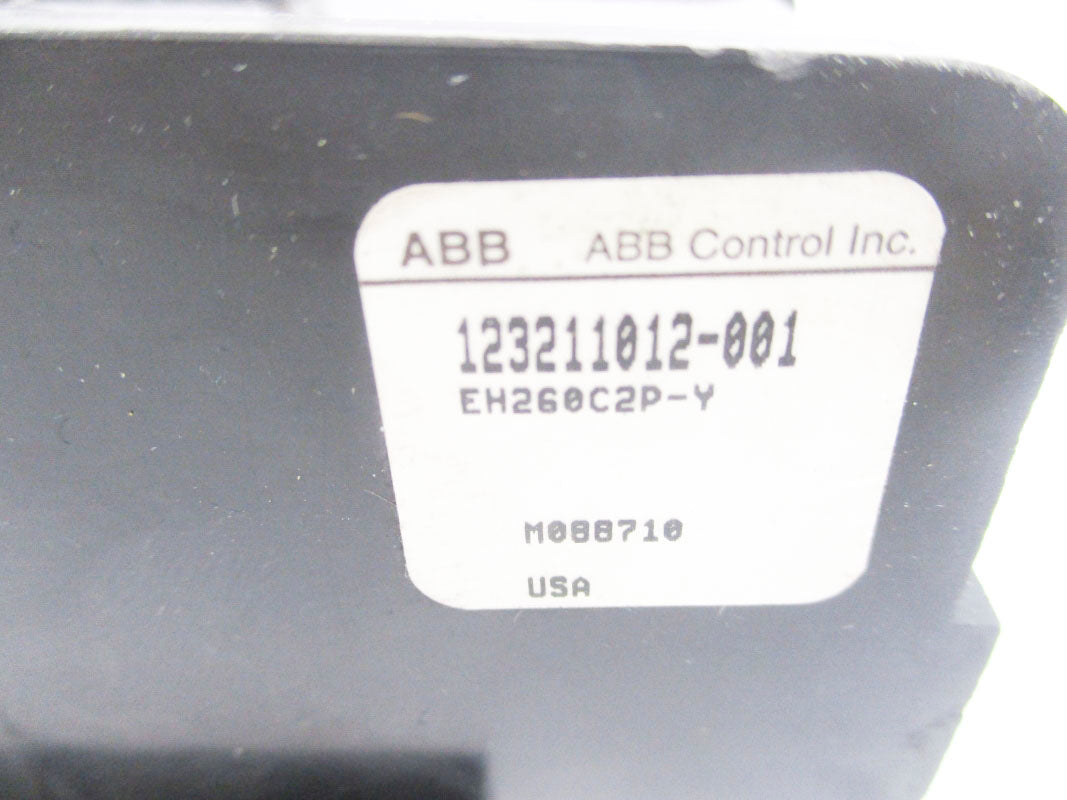 ABB ABB Control Inc.
123211012-001
EH260C2P-Y
M088710
USA